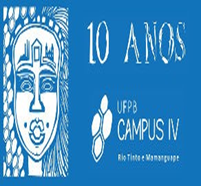 10 ANOS
UFPB
CAMPUS IV
Rio Tinto e Mamanguape